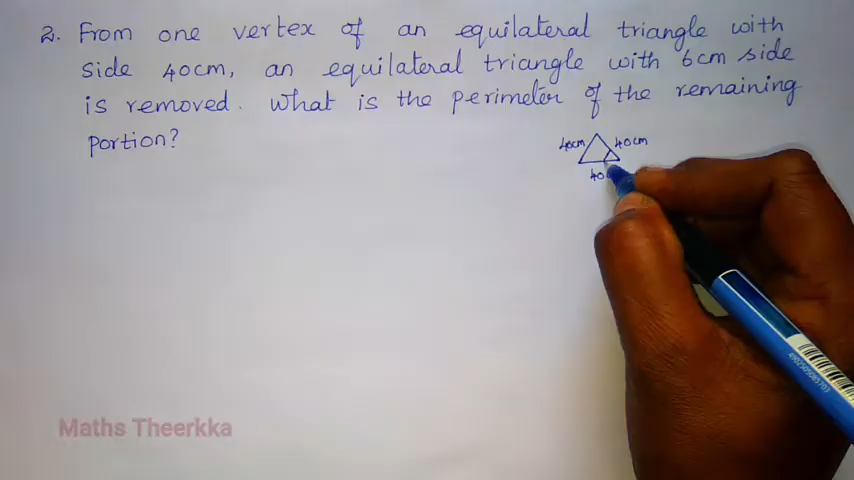 2. From one vertex of an equilateral triangle with
side 40cm, an equilateral triangle with 6cm side
is removed. What is the perimeter of the remaining
portion?
40cm 40cm
40
Maths Theerkka